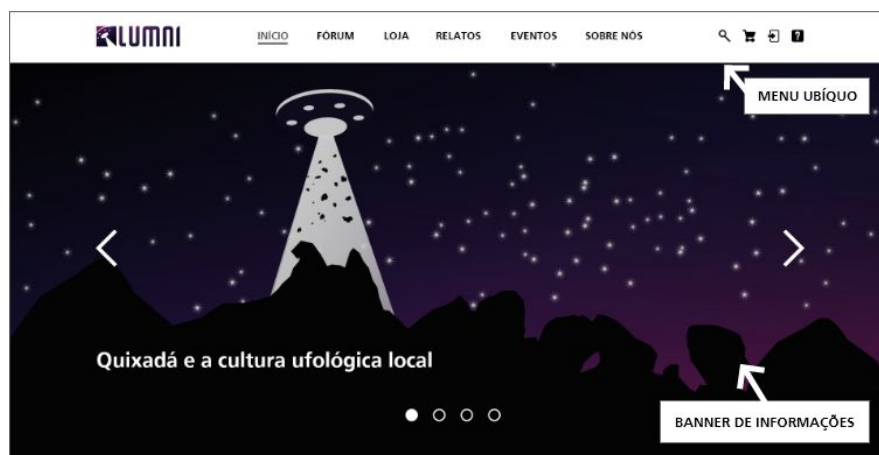 LUMNI
INÍCIO FÓRUM LOJA RELATOS EVENTOS SOBRE NÓS ?
MENU UBÍQUO
Quixadá e a cultura ufológica local
BANNER DE INFORMAÇÕES